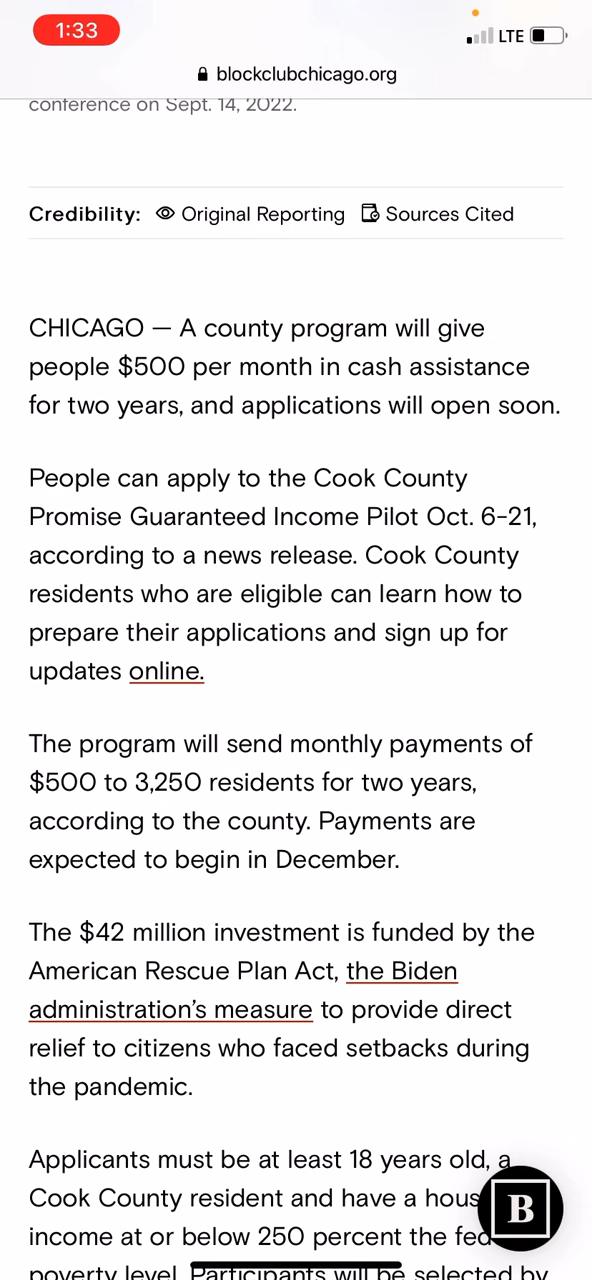 1:33
LTE
blockclubchicago.org
conference on Sept. 14, 2022.
Credibility: Original Reporting Sources Cited
CHICAGO — A county program will give
people $500 per month in cash assistance
for two years, and applications will open soon.
People can apply to the Cook County
Promise Guaranteed Income Pilot Oct. 6-21,
according to a news release. Cook County
residents who are eligible can learn how to
prepare their applications and sign up for
updates online.
The program will send monthly payments of
$500 to 3,250 residents for two years,
according to the county. Payments are
expected to begin in December.
The $42 million investment is funded by the
American Rescue Plan Act, the Biden
administration's measure to provide direct
relief to citizens who faced setbacks during
the pandemic.
Applicants must be at least 18 years old, a
Cook County resident and have a hous
B
income at or below 250 percent the fed
poverty level. Participants will be selected by